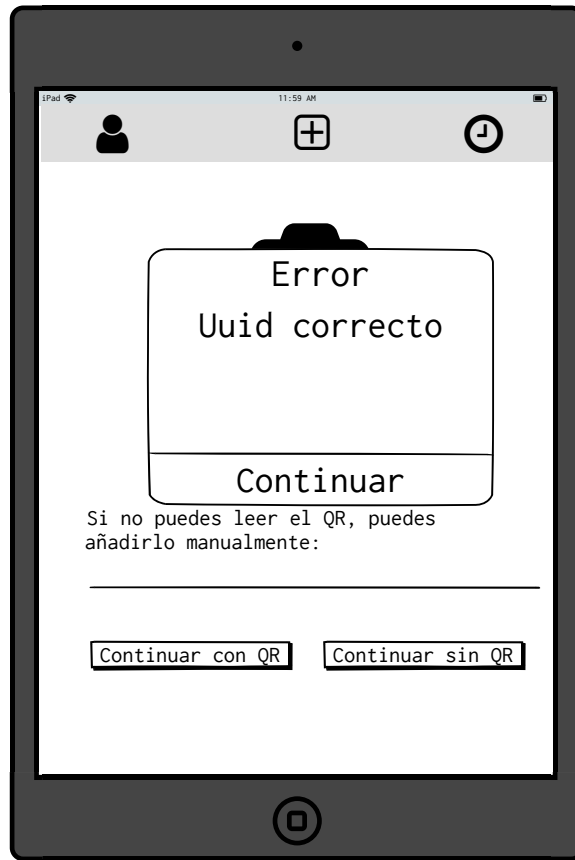 iPad 11:59 AM
Error
Uuid correcto
Continuar
Si no puedes leer el QR, puedes
añadirlo manualmente:
Continuar con QR Continuar sin QR